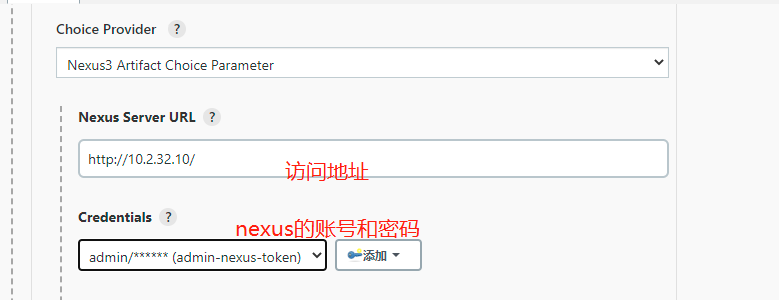 Choice Provider ?
Nexus3 Artifact Choice Parameter
Nexus Server URL ?
http://10.2.32.10/
访问地址
Credentials ?
nexus的账号和密码
admin/****** (admin-nexus-token)
添加